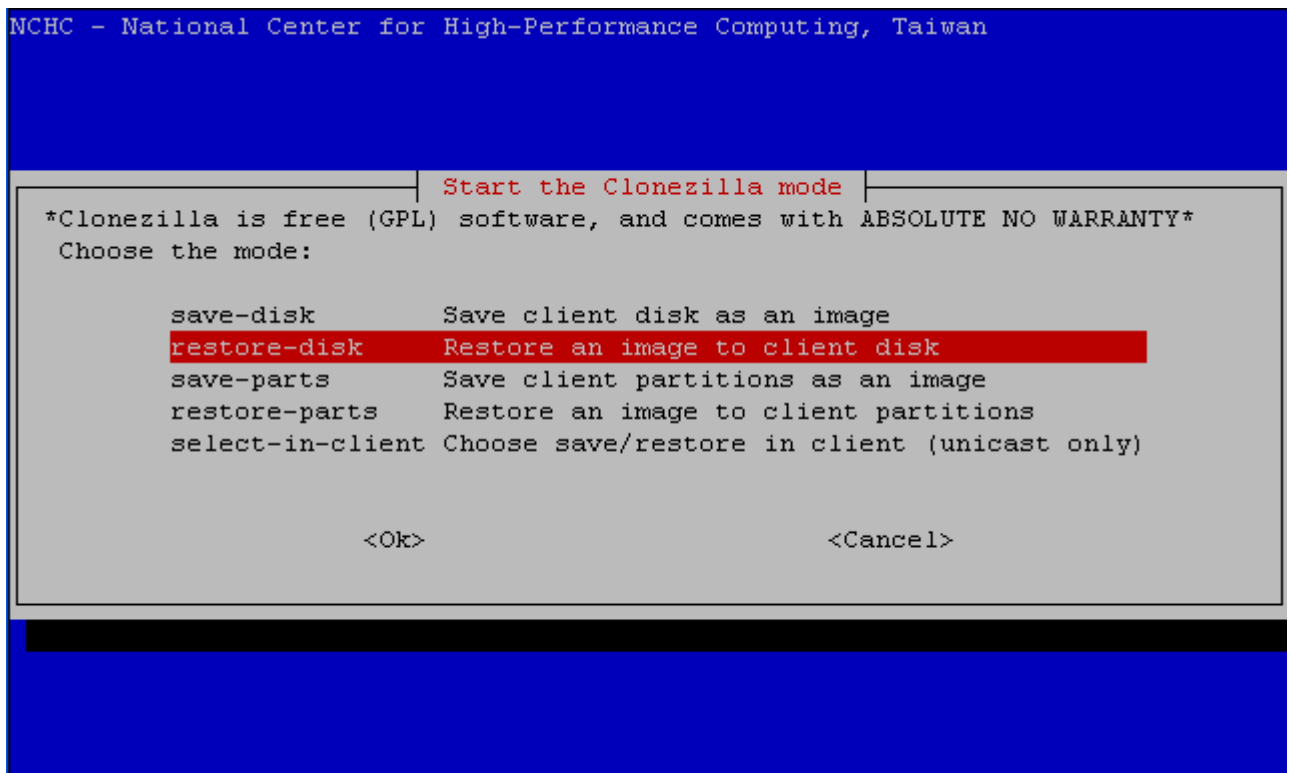 NCHC - National Center for High-Performance Computing, Taiwan
Start the Clonezilla mode
*Clonezilla is free (GPL) software, and comes with ABSOLUTE NO WARRANTY*
Choose the mode:
save-disk Save client disk as an image
restore-disk Restore an image to client disk
save-parts Save client partitions as an image
restore-parts Restore an image to client partitions
select-in-client Choose save/restore in client (unicast only)
<Ok> <Cancel>